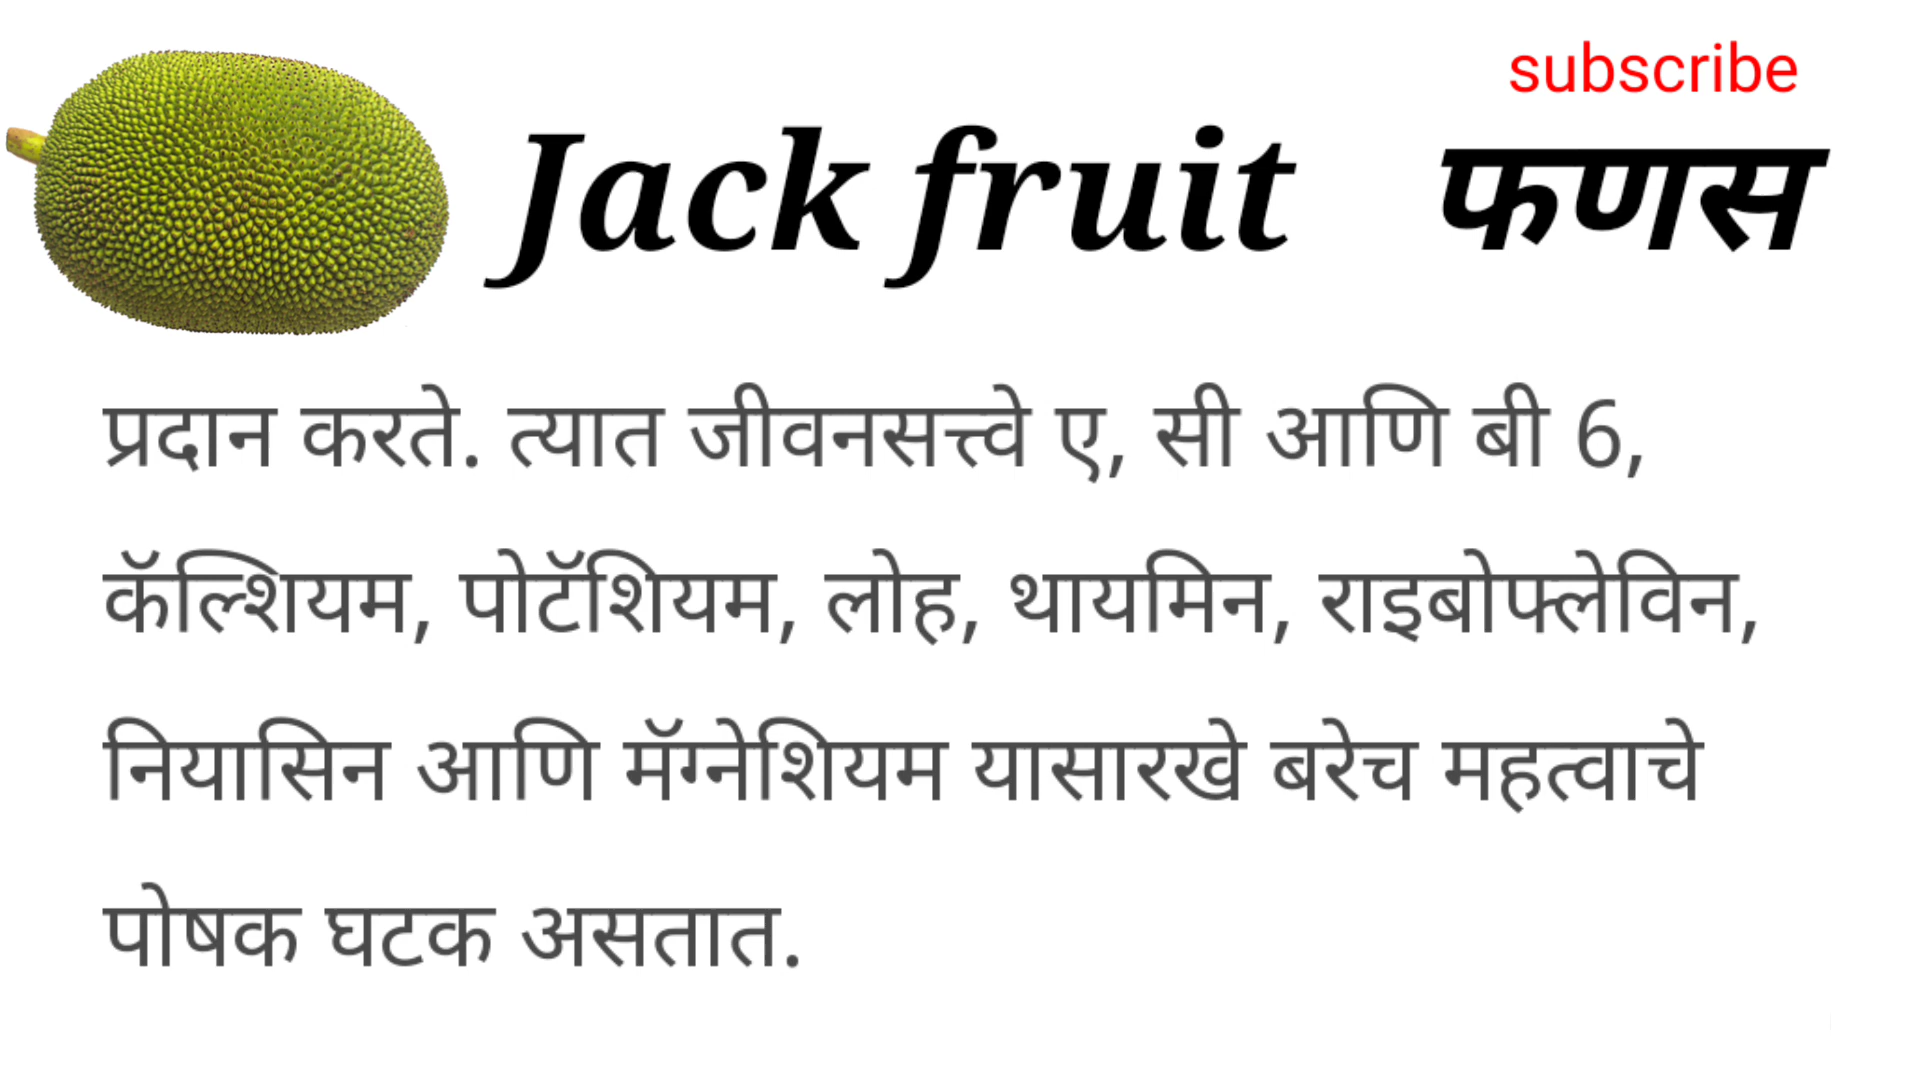 subscribe
Jack fruit फणस
प्रदान करते. त्यात जीवनसत्त्वे ए, सी आणि बी 6,
कॅल्शियम, पोटॅशियम, लोह, थायमिन, राइबोफ्लेविन,
नियासिन आणि मॅग्नेशियम यासारखे बरेच महत्वाचे
पोषक घटक असतात.